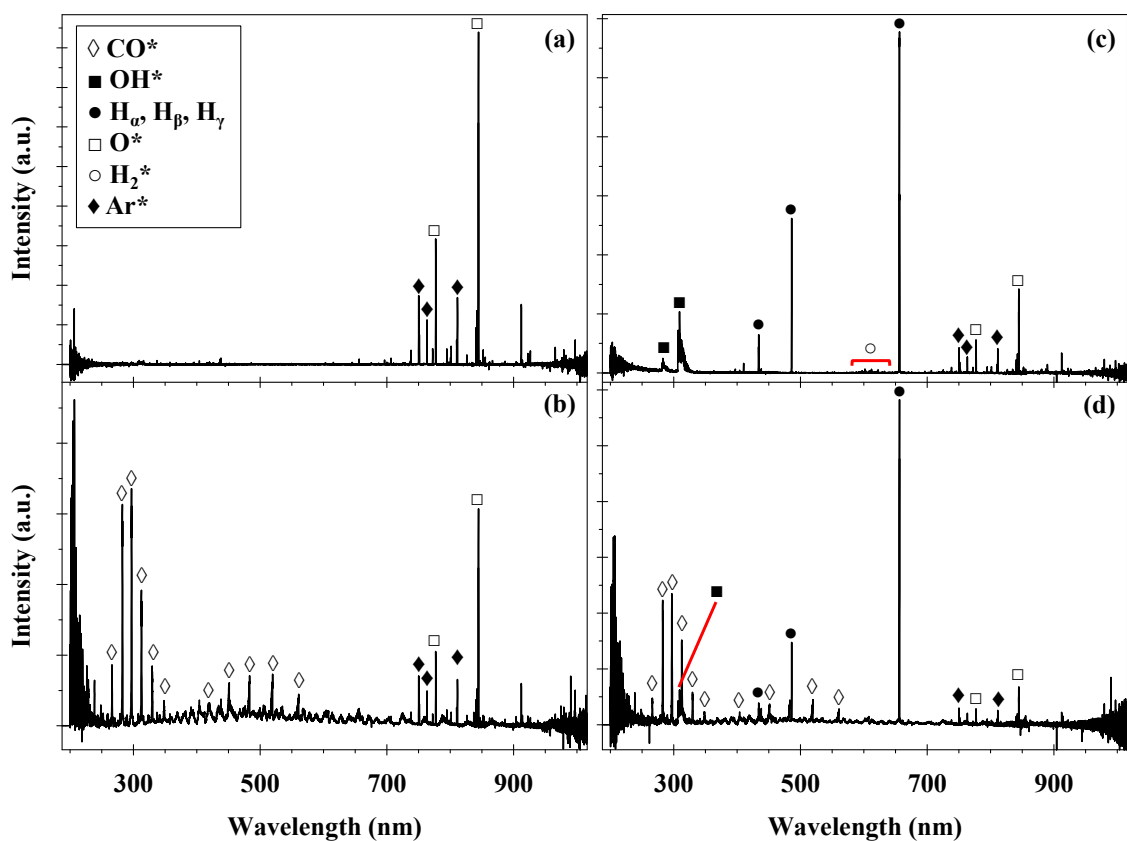 CO*
OH*
Hα, Hβ, Hγ
O*
H₂*
Ar*
(a)
(c)
(b)
(d)
Intensity (a.u.)
Intensity (a.u.)
300 500 700 900
300 500 700 900
Wavelength (nm)
Wavelength (nm)